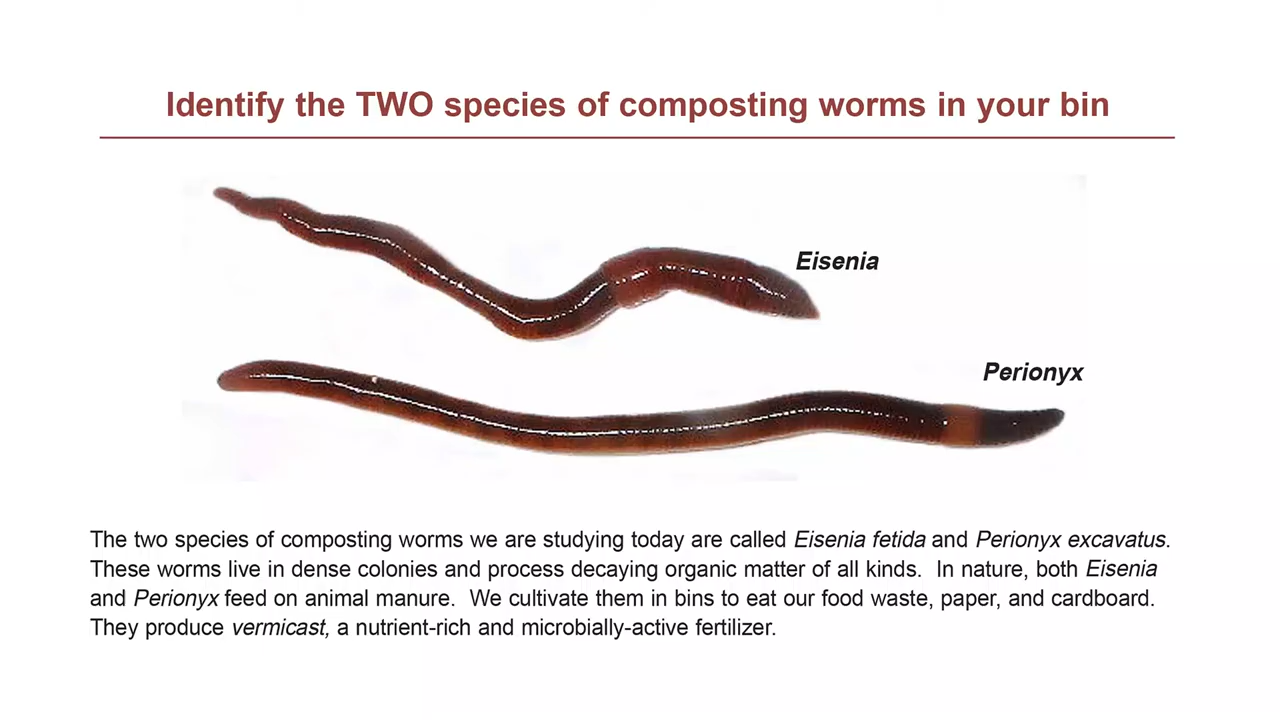 Identify the TWO species of composting worms in your bin
Eisenia
Perionyx
The two species of composting worms we are studying today are called Eisenia fetida and Perionyx excavatus.
These worms live in dense colonies and process decaying organic matter of all kinds.  In nature, both Eisenia
and Perionyx feed on animal manure.  We cultivate them in bins to eat our food waste, paper, and cardboard.
They produce vermicast, a nutrient-rich and microbially-active fertilizer.